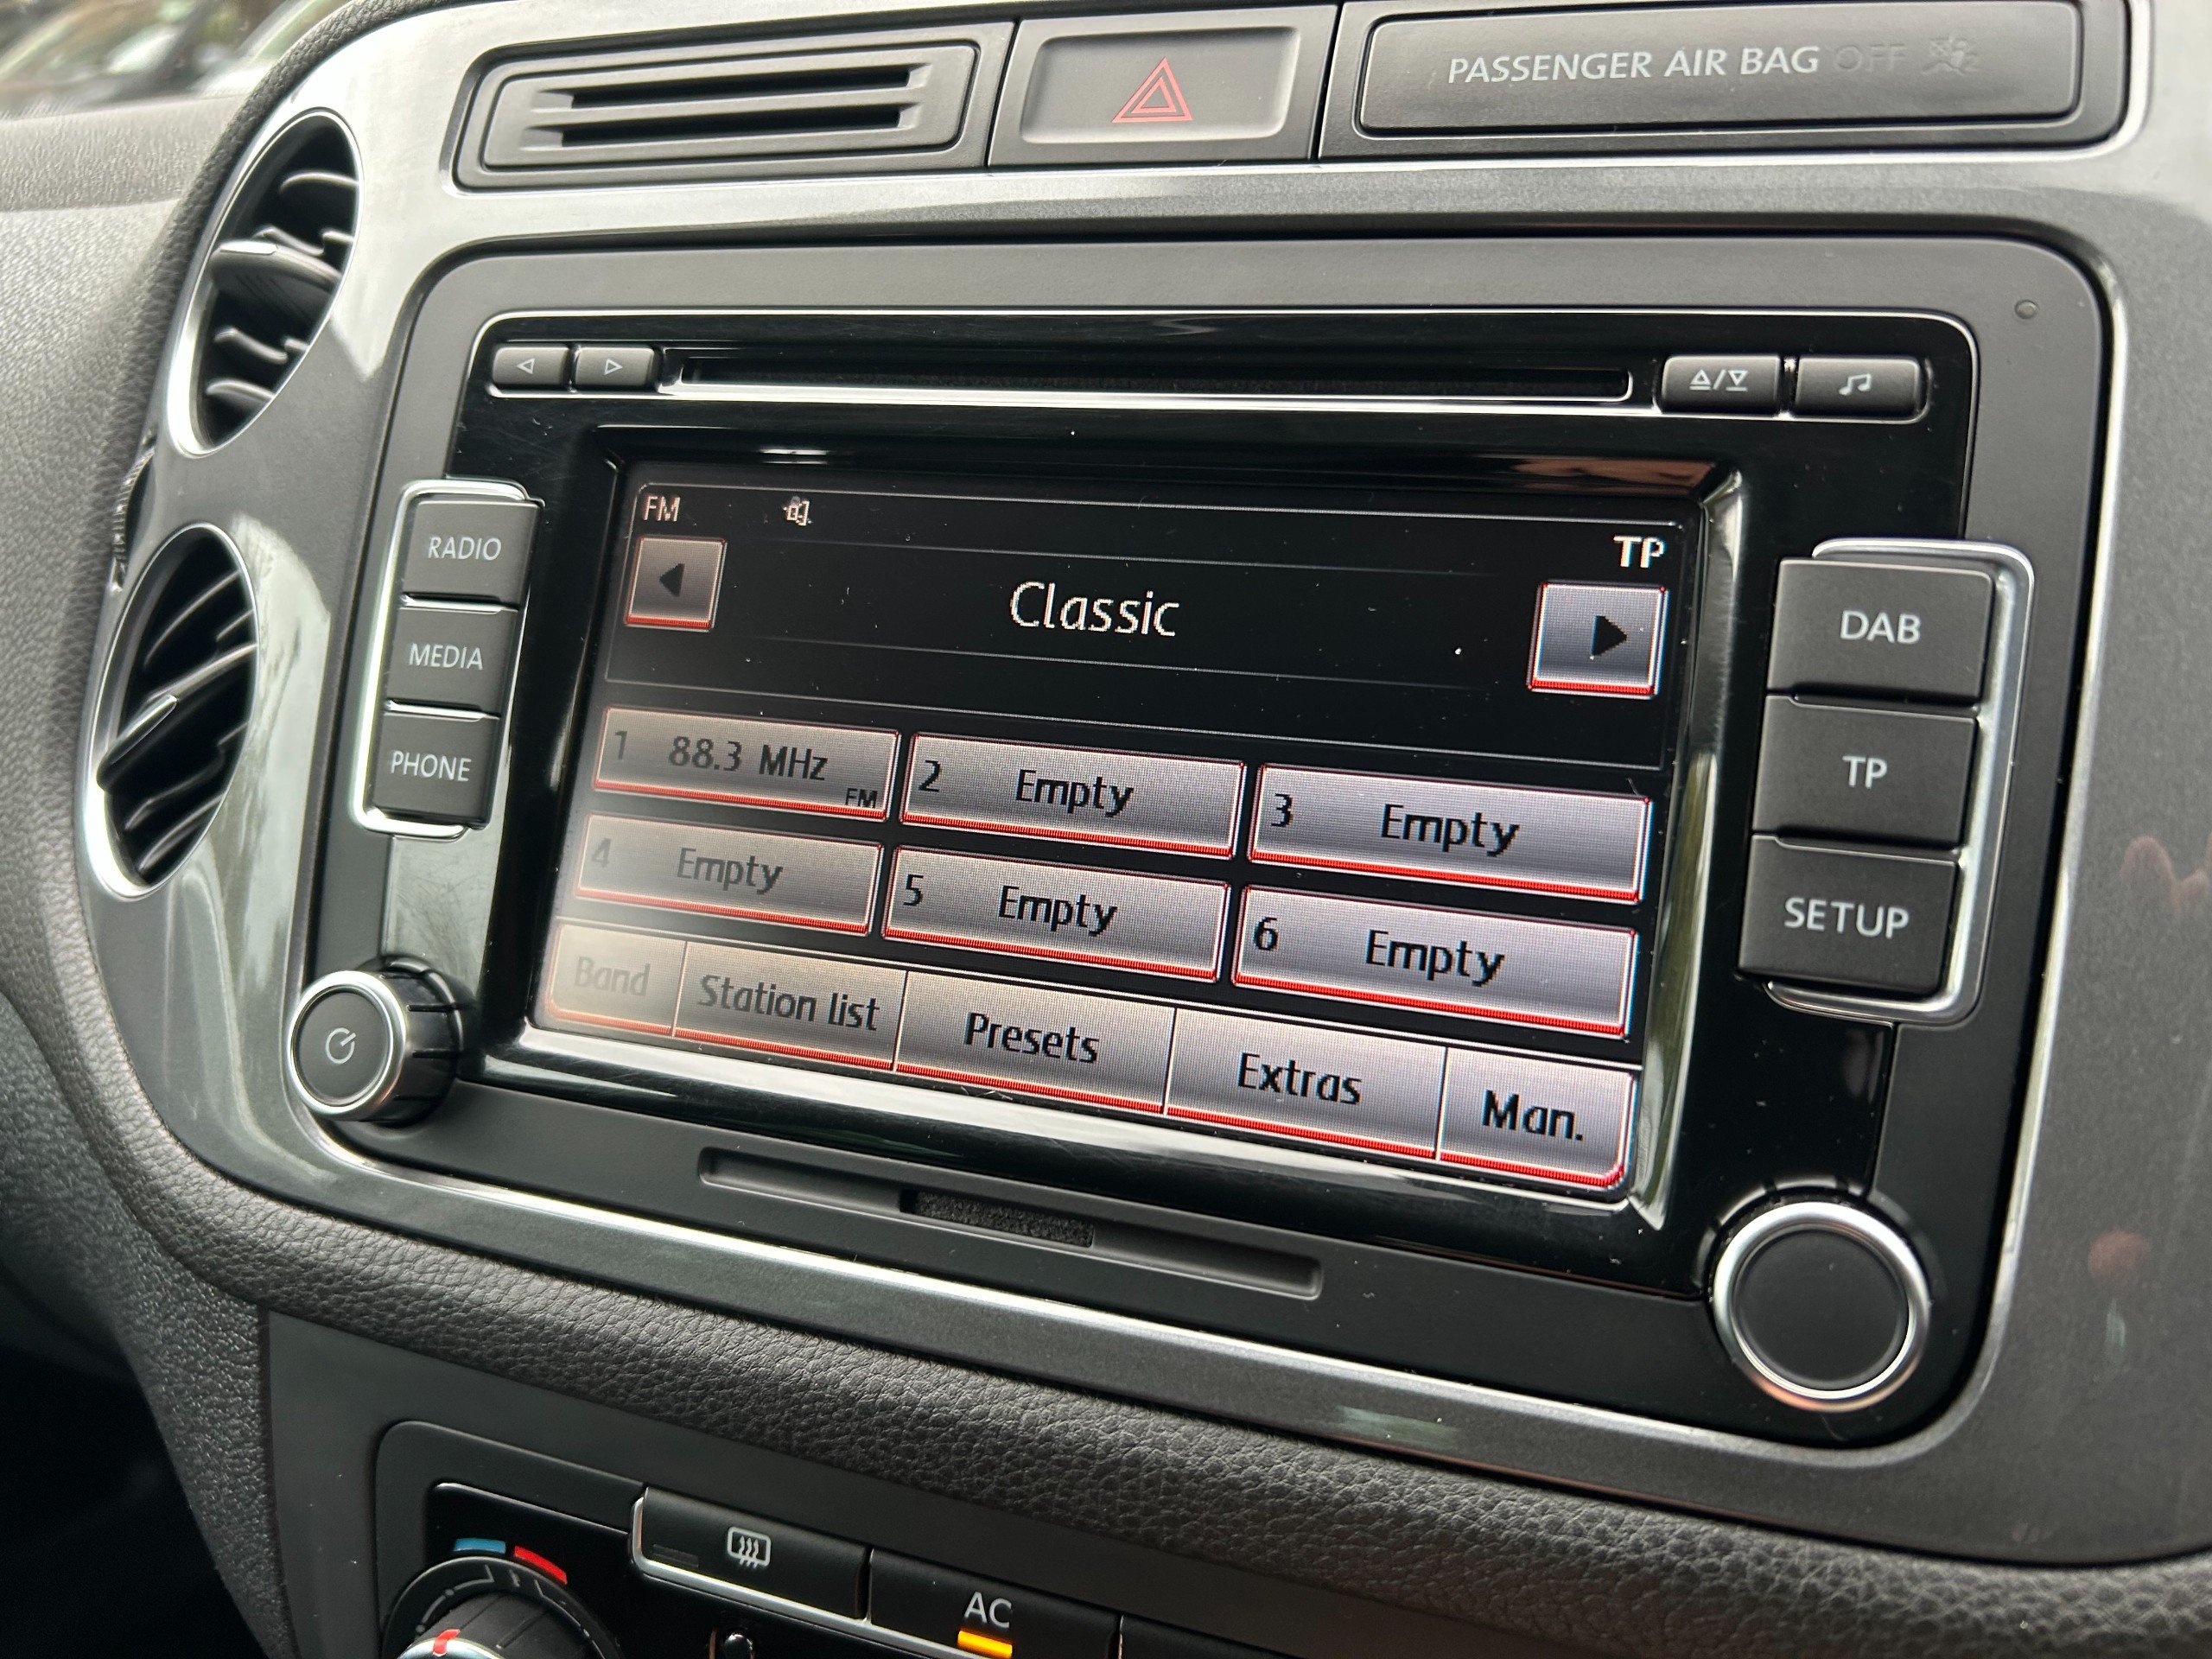 PASSENGER AIR BAG OFF
RADIO
MEDIA
PHONE
FM
TP
Classic
1 88.3 MHz FM
2 Empty
3 Empty
4 Empty
5 Empty
6 Empty
Band
Station list
Presets
Extras
Man.
DAB
TP
SETUP
AC